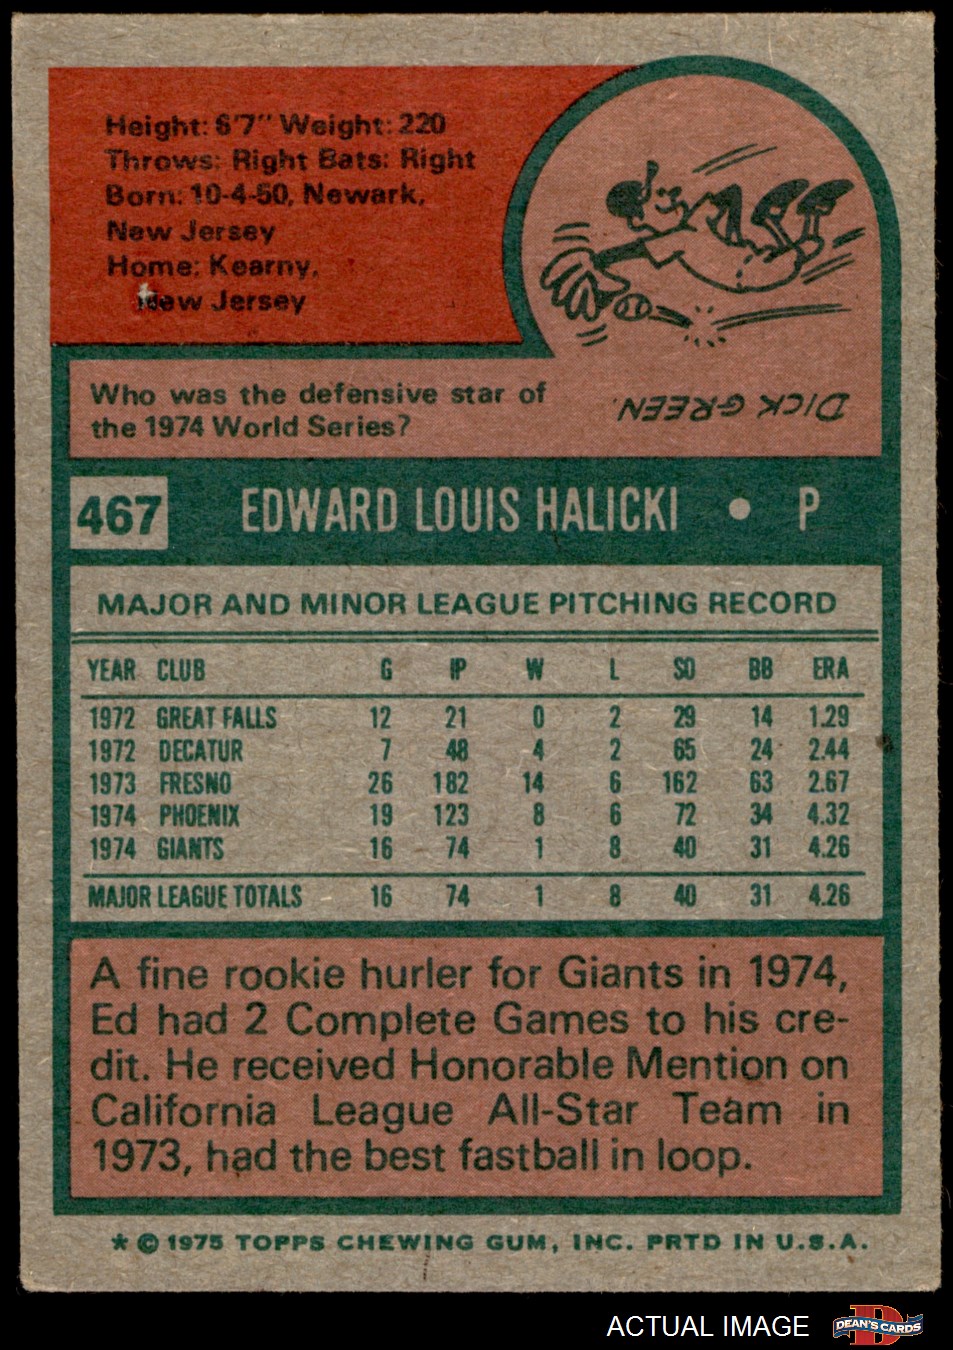 Height: 6'7" Weight: 220
Throws: Right Bats: Right
Born: 10-4-50, Newark,
New Jersey
Home: Kearny,
New Jersey
Who was the defensive star of
the 1974 World Series?
DICK GREEN.
467 EDWARD LOUIS HALICKI • P
MAJOR AND MINOR LEAGUE PITCHING RECORD
YEAR CLUB G IP W L SO BB ERA
1972 GREAT FALLS 12 21 0 2 29 14 1.29
1972 DECATUR 7 48 4 2 65 24 2.44
1973 FRESNO 26 182 14 6 162 63 2.67
1974 PHOENIX 19 123 8 6 72 34 4.32
1974 GIANTS 16 74 1 8 40 31 4.26
MAJOR LEAGUE TOTALS 16 74 1 8 40 31 4.26
A fine rookie hurler for Giants in 1974,
Ed had 2 Complete Games to his cre-
dit. He received Honorable Mention on
California League All-Star Team in
1973, had the best fastball in loop.
* © 1975 TOPPS CHEWING GUM, INC. PRTD IN U.S.A.
ACTUAL IMAGE
DEAN'S CARDS